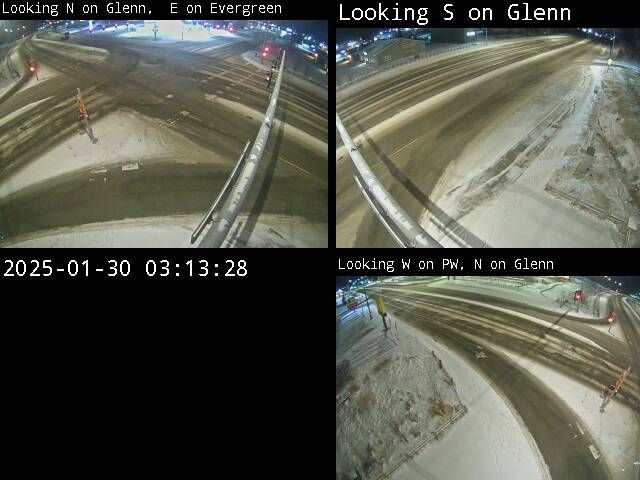 Looking N on Glenn, E on Evergreen
Looking S on Glenn
2025-01-30 03:13:28
Looking W on PW, N on Glenn